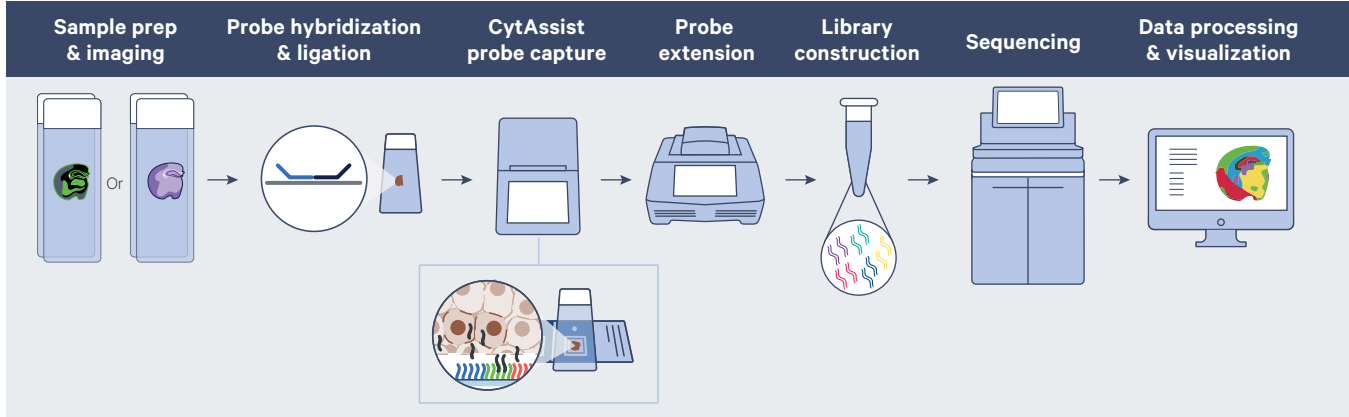 Sample prep
& imaging
Probe hybridization
& ligation
CytAssist
probe capture
Probe
extension
Library
construction
Sequencing
Data processing
& visualization
Or